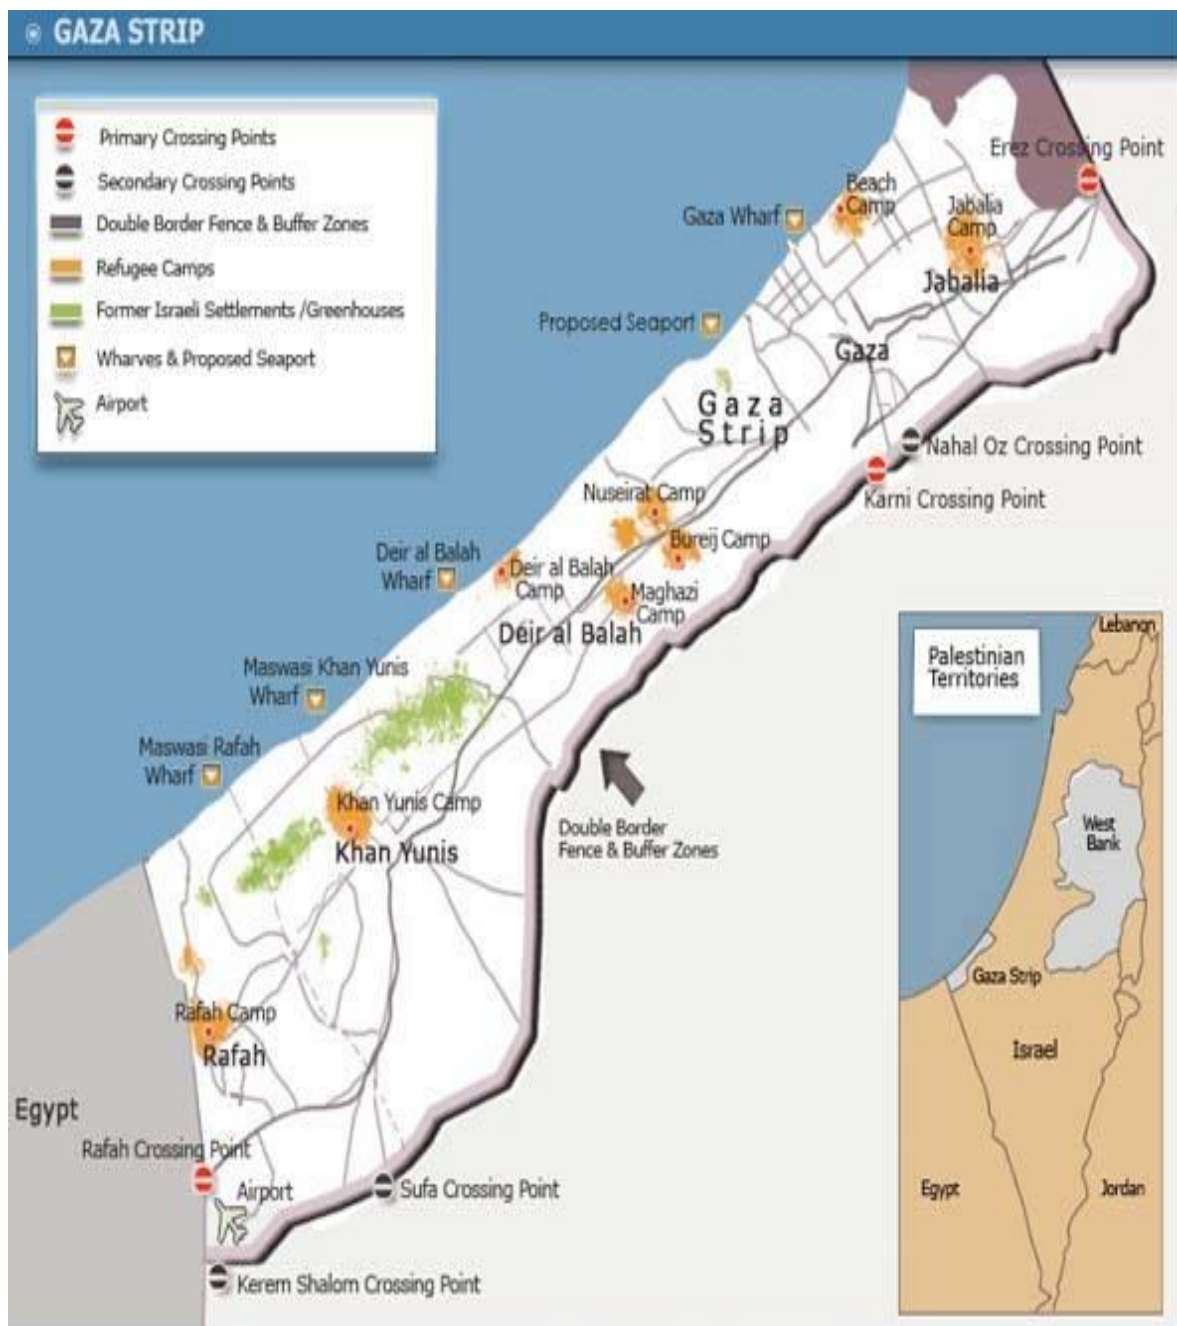 GAZA STRIP
Primary Crossing Points
Secondary Crossing Points
Double Border Fence & Buffer Zones
Refugee Camps
Former Israeli Settlements /Greenhouses
Wharves & Proposed Seaport
Airport
Erez Crossing Point
Beach
Camp
Gaza Wharf
Jabalia
Camp
Jabalia
Proposed Seaport
Gaza
Gaza
Strip
Nahal Oz Crossing Point
Karni Crossing Point
Nuseirat Camp
Bureij Camp
Deir al Balah
Wharf
Deir al Balah
Camp
Maghazi
Camp
Deir al Balah
Maswasi Khan Yunis
Wharf
Maswasi Rafah
Wharf
Khan Yunis Camp
Khan Yunis
Double Border
Fence & Buffer Zones
Rafah Camp
Rafah
Egypt
Rafah Crossing Point
Airport
Sufa Crossing Point
Kerem Shalom Crossing Point
Palestinian
Territories
Lebanon
West
Bank
Gaza Strip
Israel
Egypt
Jordan